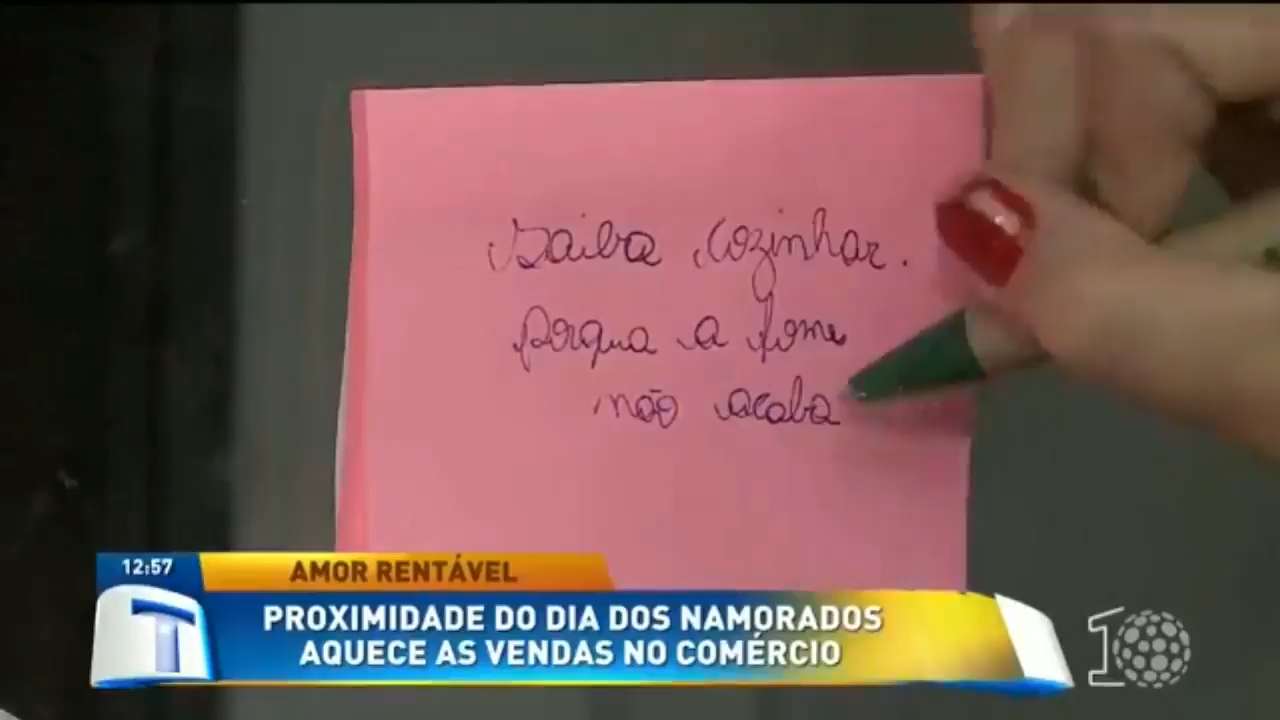 Saiba cozinhar.
porque a fome
não acaba
12:57
AMOR RENTÁVEL
T
PROXIMIDADE DO DIA DOS NAMORADOS
AQUECE AS VENDAS NO COMÉRCIO
10